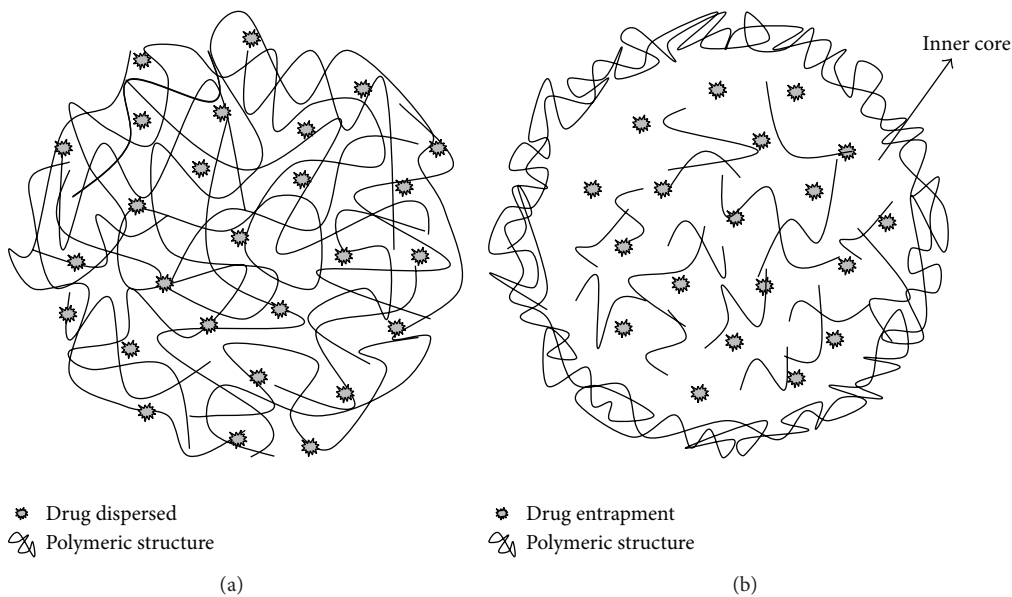 Inner core
Drug dispersed
Polymeric structure
(a)
Drug entrapment
Polymeric structure
(b)